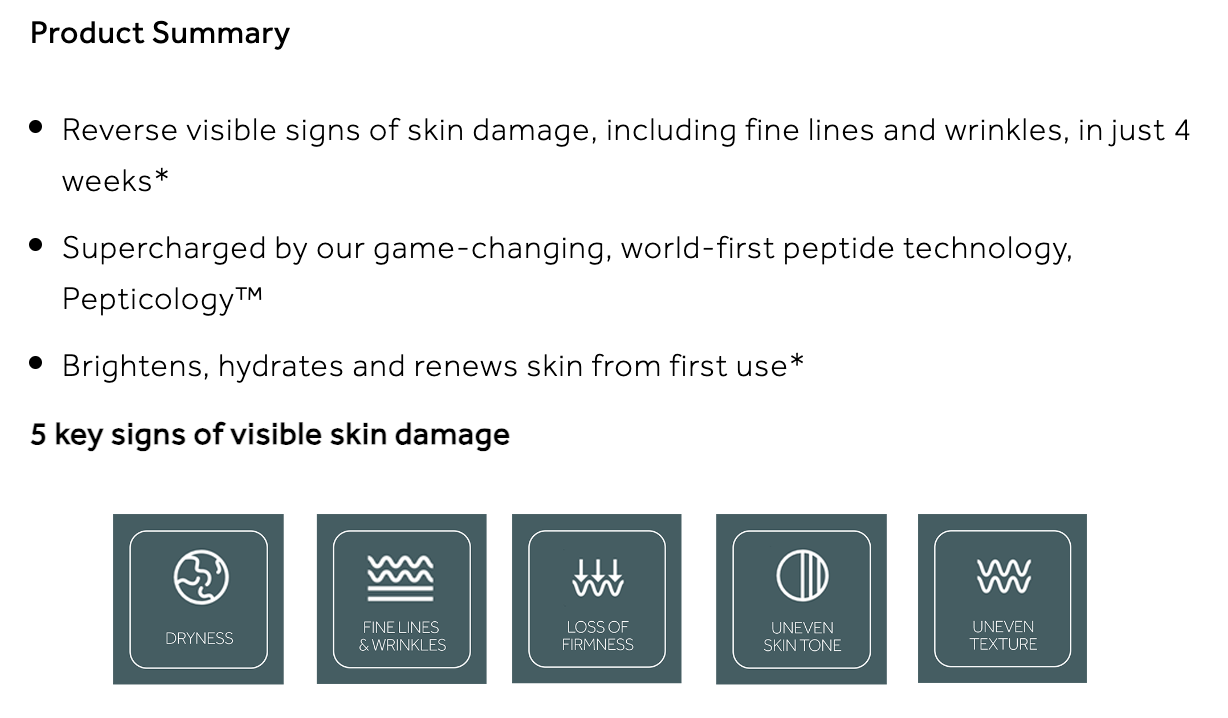 Product Summary
Reverse visible signs of skin damage, including fine lines and wrinkles, in just 4
weeks*
Supercharged by our game-changing, world-first peptide technology,
Pepticology™
Brightens, hydrates and renews skin from first use*
5 key signs of visible skin damage
DRYNESS
FINE LINES
& WRINKLES
LOSS OF
FIRMNESS
UNEVEN
SKIN TONE
UNEVEN
TEXTURE